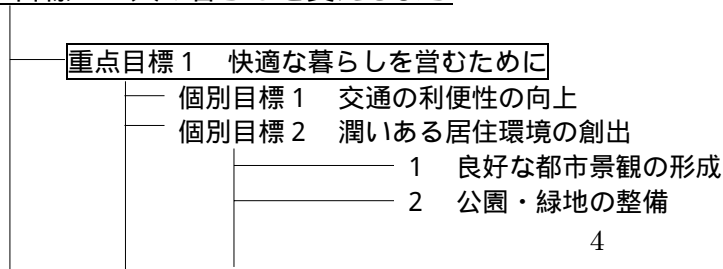 重点目標１　快適な暮らしを営むために
個別目標１　交通の利便性の向上
個別目標２　潤いある居住環境の創出
１　良好な都市景観の形成
２　公園・緑地の整備
4